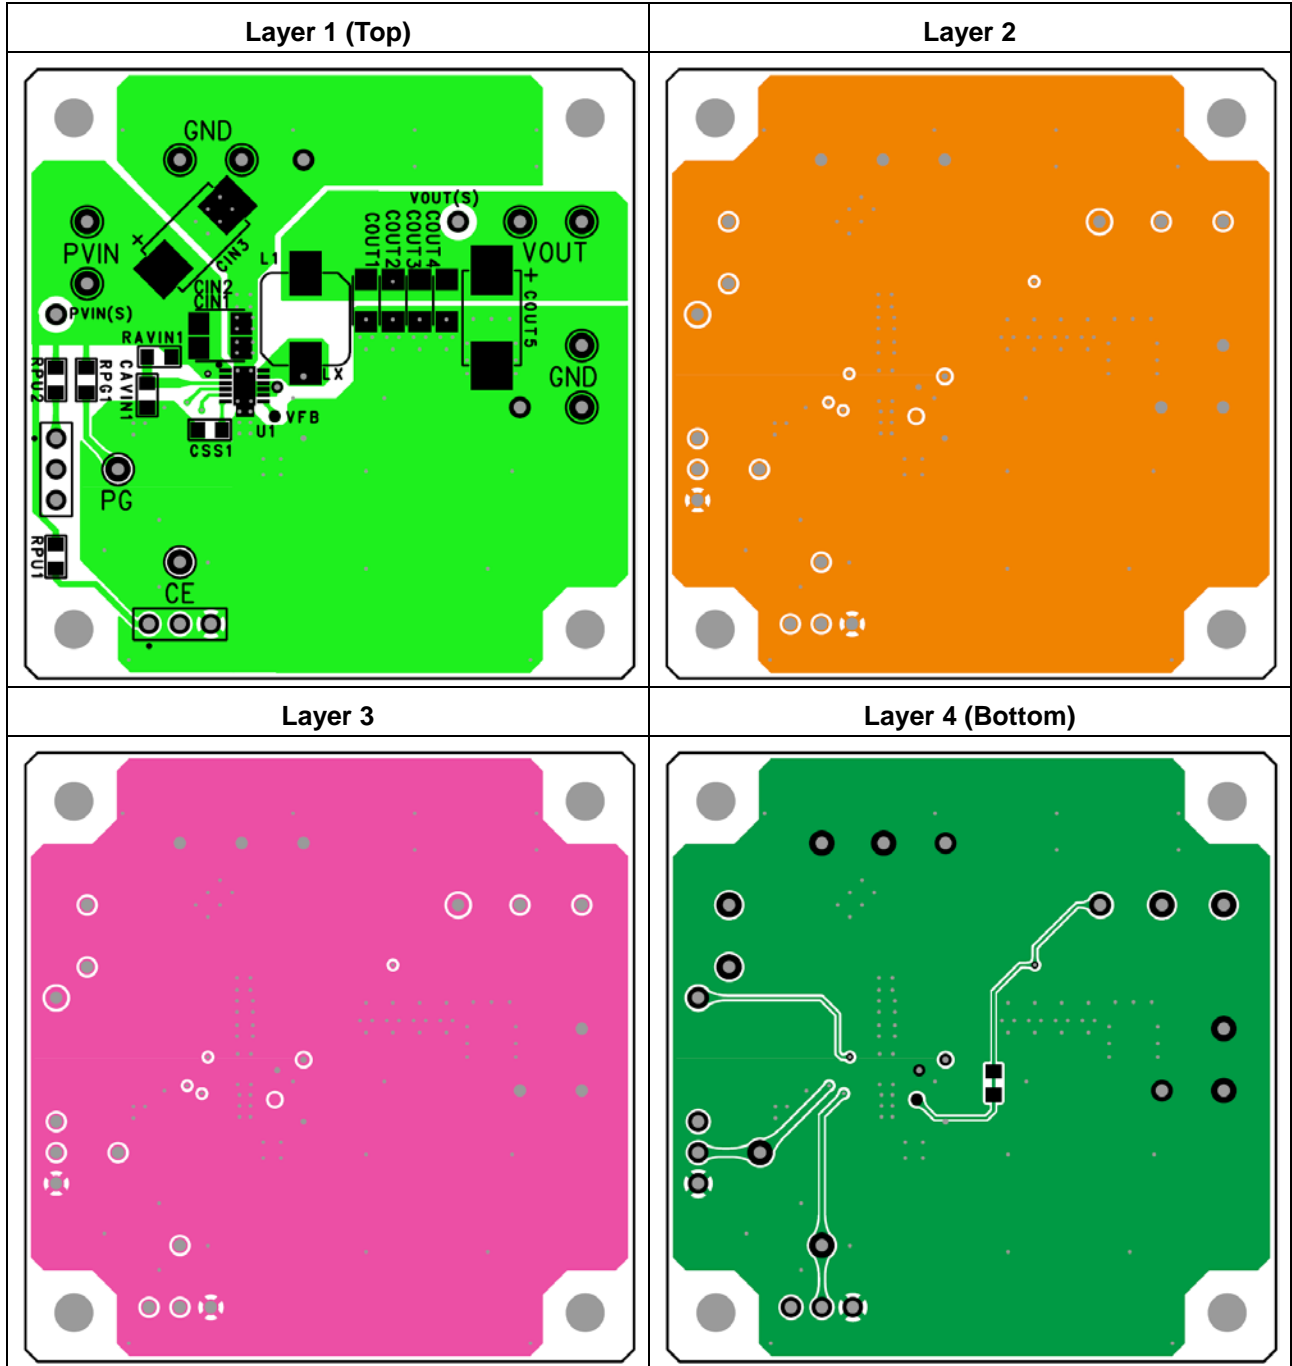 Layer 1 (Top)
Layer 2
GND
VOUT(S)
PVIN
+
CIN3
COUT1
COUT2
COUT3
COUT4
VOUT
L1
CIN2
CIN1
+
COUT5
PVIN(S)
RAVIN1
RPU2
RPG1
CAVIN1
LX
GND
VFB
U1
CSS1
PG
RPU1
CE
Layer 3
Layer 4 (Bottom)